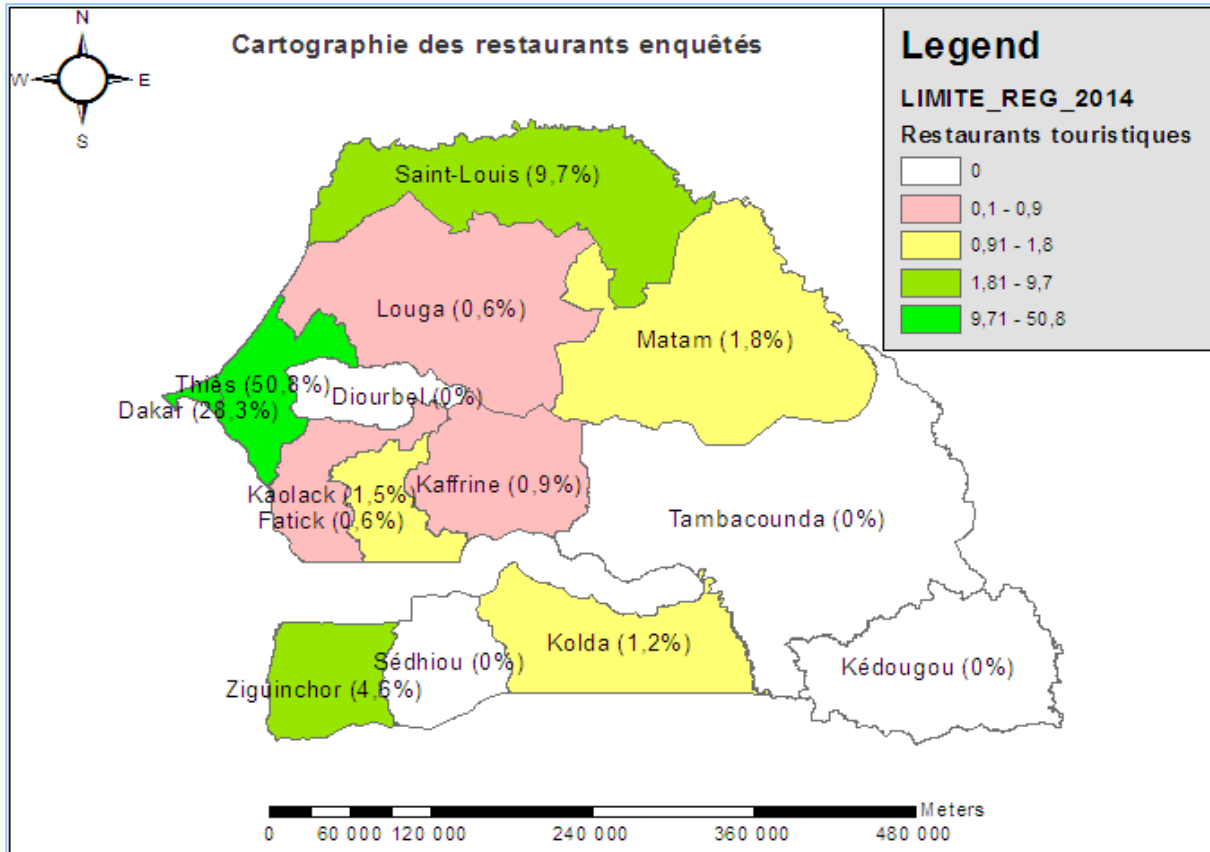 N
W
E
S
Cartographie des restaurants enquêtés
Legend
LIMITE_REG_2014
Restaurants touristiques
0
0,1 - 0,9
0,91 - 1,8
1,81 - 9,7
9,71 - 50,8
Saint-Louis (9,7%)
Louga (0,6%)
Matam (1,8%)
Thiés (50,8%)
Diourbel (0%)
Dakar (28,3%)
Kaolack (1,5%)
Kaffrine (0,9%)
Fatick (0,6%)
Tambacounda (0%)
Kolda (1,2%)
Sédhiou (0%)
Kédougou (0%)
Ziguinchor (4,6%)
Meters
0 60 000 120 000 240 000 360 000 480 000